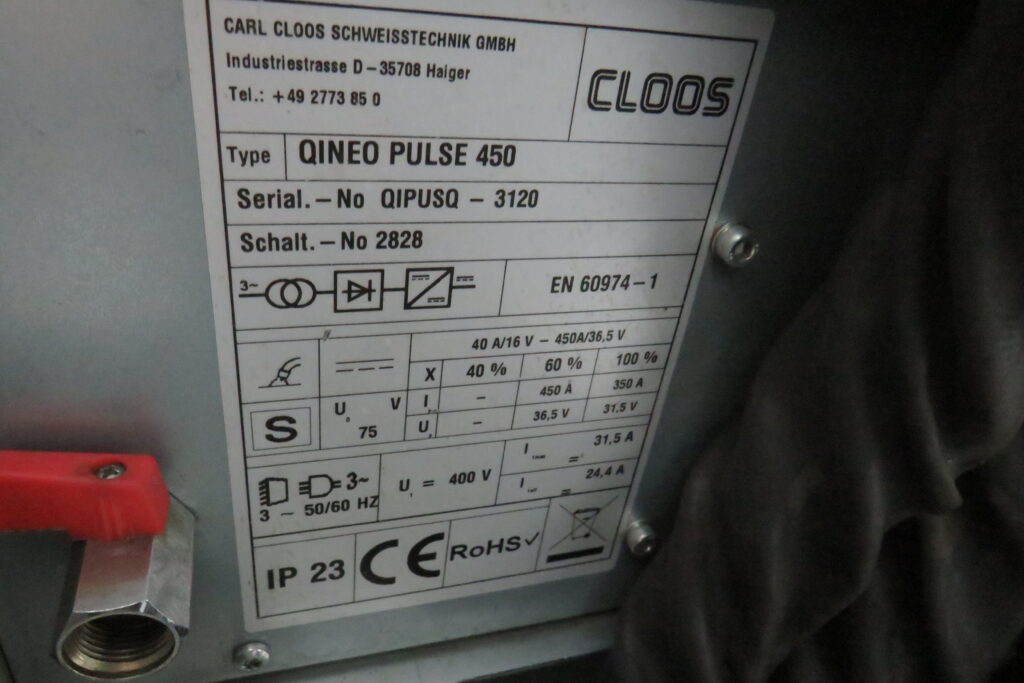 CARL CLOOS SCHWEISSTECHNIK GMBH
Industriestrasse D-35708 Haiger
Tel.: +49 2773 85 0
CLOOS
Type QINEO PULSE 450
Serial.-No QIPUSQ - 3120
Schalt.-No 2828
3~
EN 60974-1
40 A/16 V - 450A/36,5 V
X 40 % 60 % 100 %
I - 450 A 350 A
U - 36,5 V 31,5 V
U₀ V
75
S
3~
3 ~ 50/60 HZ
U₁ = 400 V
I = 31,5 A
I = 24,4 A
IP 23 CE RoHS✓